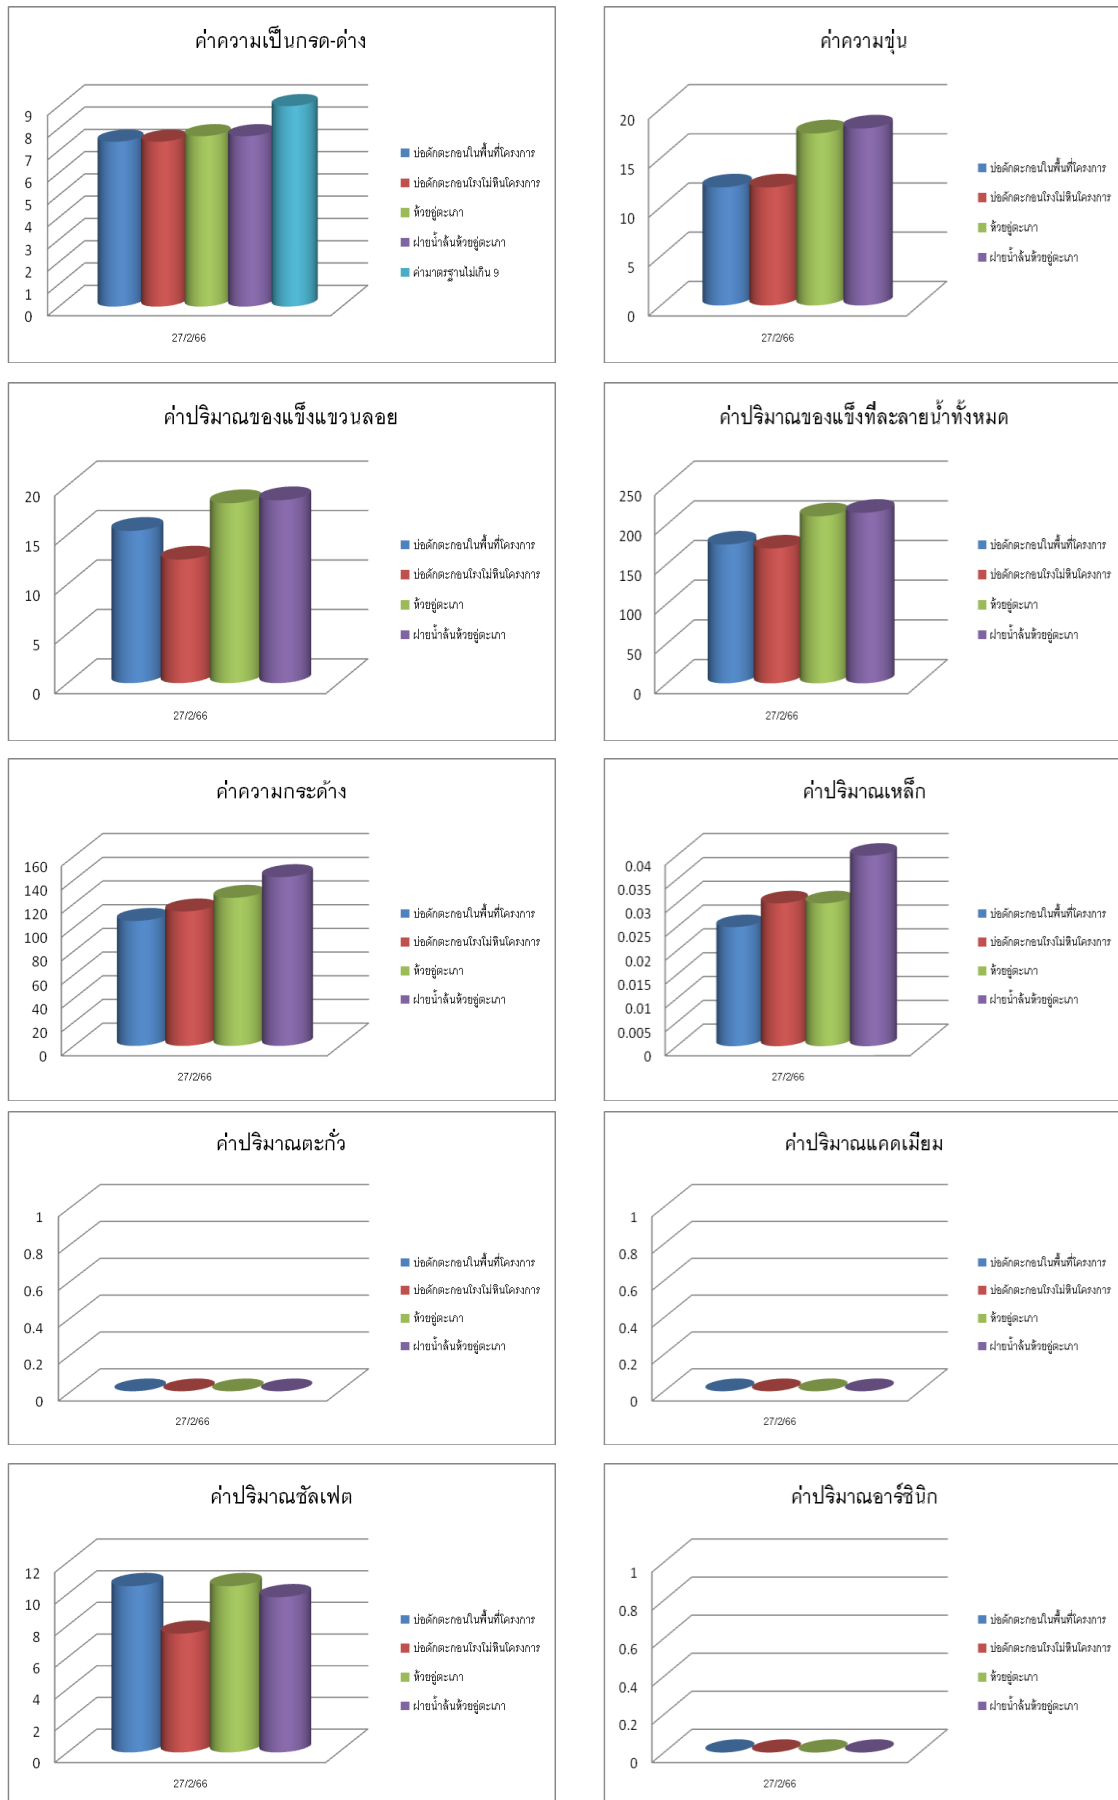 ค่าความเป็นกรด-ด่าง
9
8
7
6
5
4
3
2
1
0
27/2/66
บ่อดักตะกอนในพื้นที่โครงการ
บ่อดักตะกอนโรงโม่หินโครงการ
ห้วยอู่ตะเภา
ฝายน้ำล้นห้วยอู่ตะเภา
ค่ามาตรฐานไม่เกิน 9
ค่าความขุ่น
20
15
10
5
0
27/2/66
บ่อดักตะกอนในพื้นที่โครงการ
บ่อดักตะกอนโรงโม่หินโครงการ
ห้วยอู่ตะเภา
ฝายน้ำล้นห้วยอู่ตะเภา
ค่าปริมาณของแข็งแขวนลอย
20
15
10
5
0
27/2/66
บ่อดักตะกอนในพื้นที่โครงการ
บ่อดักตะกอนโรงโม่หินโครงการ
ห้วยอู่ตะเภา
ฝายน้ำล้นห้วยอู่ตะเภา
ค่าปริมาณของแข็งที่ละลายน้ำทั้งหมด
250
200
150
100
50
0
27/2/66
บ่อดักตะกอนในพื้นที่โครงการ
บ่อดักตะกอนโรงโม่หินโครงการ
ห้วยอู่ตะเภา
ฝายน้ำล้นห้วยอู่ตะเภา
ค่าความกระด้าง
160
140
120
100
80
60
40
20
0
27/2/66
บ่อดักตะกอนในพื้นที่โครงการ
บ่อดักตะกอนโรงโม่หินโครงการ
ห้วยอู่ตะเภา
ฝายน้ำล้นห้วยอู่ตะเภา
ค่าปริมาณเหล็ก
0.04
0.035
0.03
0.025
0.02
0.015
0.01
0.005
0
27/2/66
บ่อดักตะกอนในพื้นที่โครงการ
บ่อดักตะกอนโรงโม่หินโครงการ
ห้วยอู่ตะเภา
ฝายน้ำล้นห้วยอู่ตะเภา
ค่าปริมาณตะกั่ว
1
0.8
0.6
0.4
0.2
0
27/2/66
บ่อดักตะกอนในพื้นที่โครงการ
บ่อดักตะกอนโรงโม่หินโครงการ
ห้วยอู่ตะเภา
ฝายน้ำล้นห้วยอู่ตะเภา
ค่าปริมาณแคดเมียม
1
0.8
0.6
0.4
0.2
0
27/2/66
บ่อดักตะกอนในพื้นที่โครงการ
บ่อดักตะกอนโรงโม่หินโครงการ
ห้วยอู่ตะเภา
ฝายน้ำล้นห้วยอู่ตะเภา
ค่าปริมาณซัลเฟต
12
10
8
6
4
2
0
27/2/66
บ่อดักตะกอนในพื้นที่โครงการ
บ่อดักตะกอนโรงโม่หินโครงการ
ห้วยอู่ตะเภา
ฝายน้ำล้นห้วยอู่ตะเภา
ค่าปริมาณอาร์ซินิก
1
0.8
0.6
0.4
0.2
0
27/2/66
บ่อดักตะกอนในพื้นที่โครงการ
บ่อดักตะกอนโรงโม่หินโครงการ
ห้วยอู่ตะเภา
ฝายน้ำล้นห้วยอู่ตะเภา